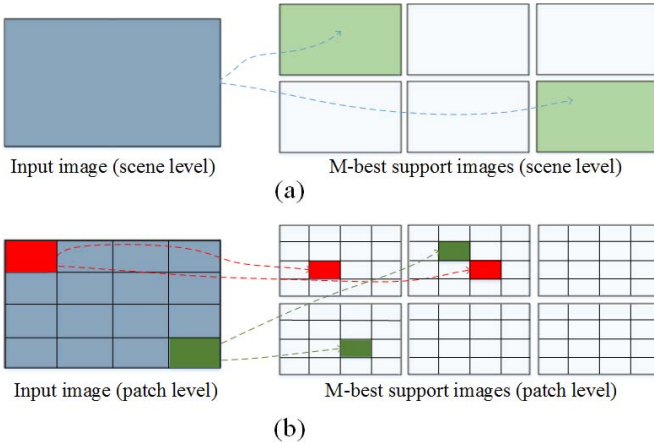 Input image (scene level)
M-best support images (scene level)
(a)
Input image (patch level)
M-best support images (patch level)
(b)